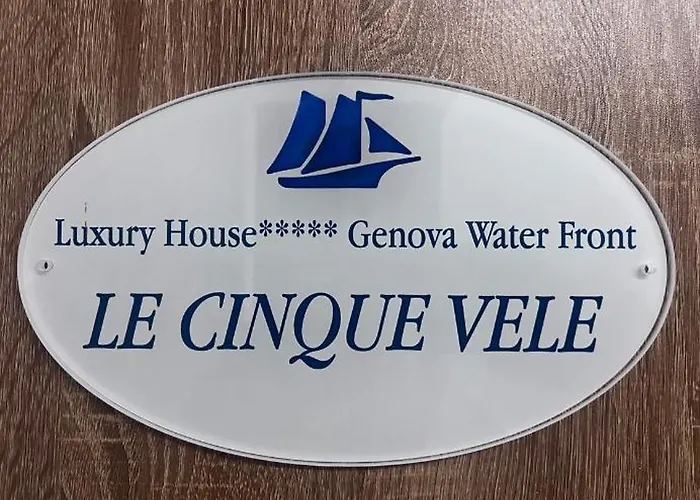 Luxury House***** Genova Water Front
LE CINQUE VELE